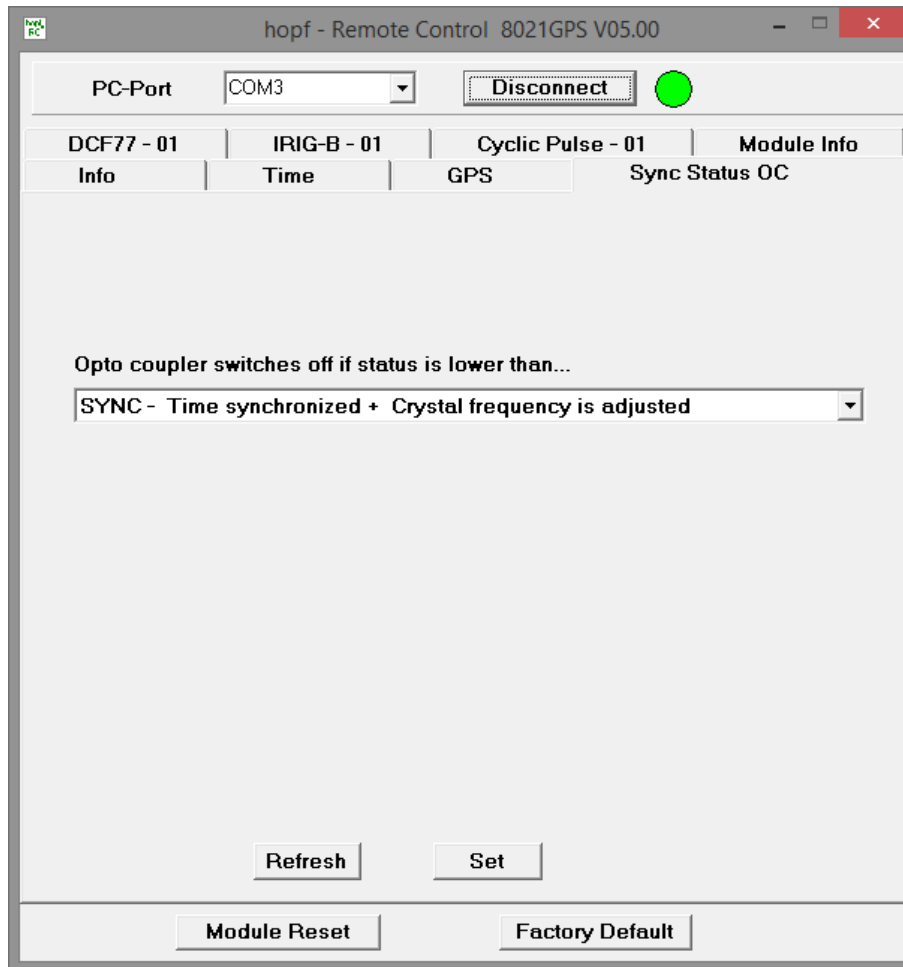 hopf RC
hopf - Remote Control 8021GPS V05.00
PC-Port COM3 Disconnect
DCF77 - 01 IRIG-B - 01 Cyclic Pulse - 01 Module Info
Info Time GPS Sync Status OC
Opto coupler switches off if status is lower than...
SYNC - Time synchronized + Crystal frequency is adjusted
Refresh Set
Module Reset Factory Default